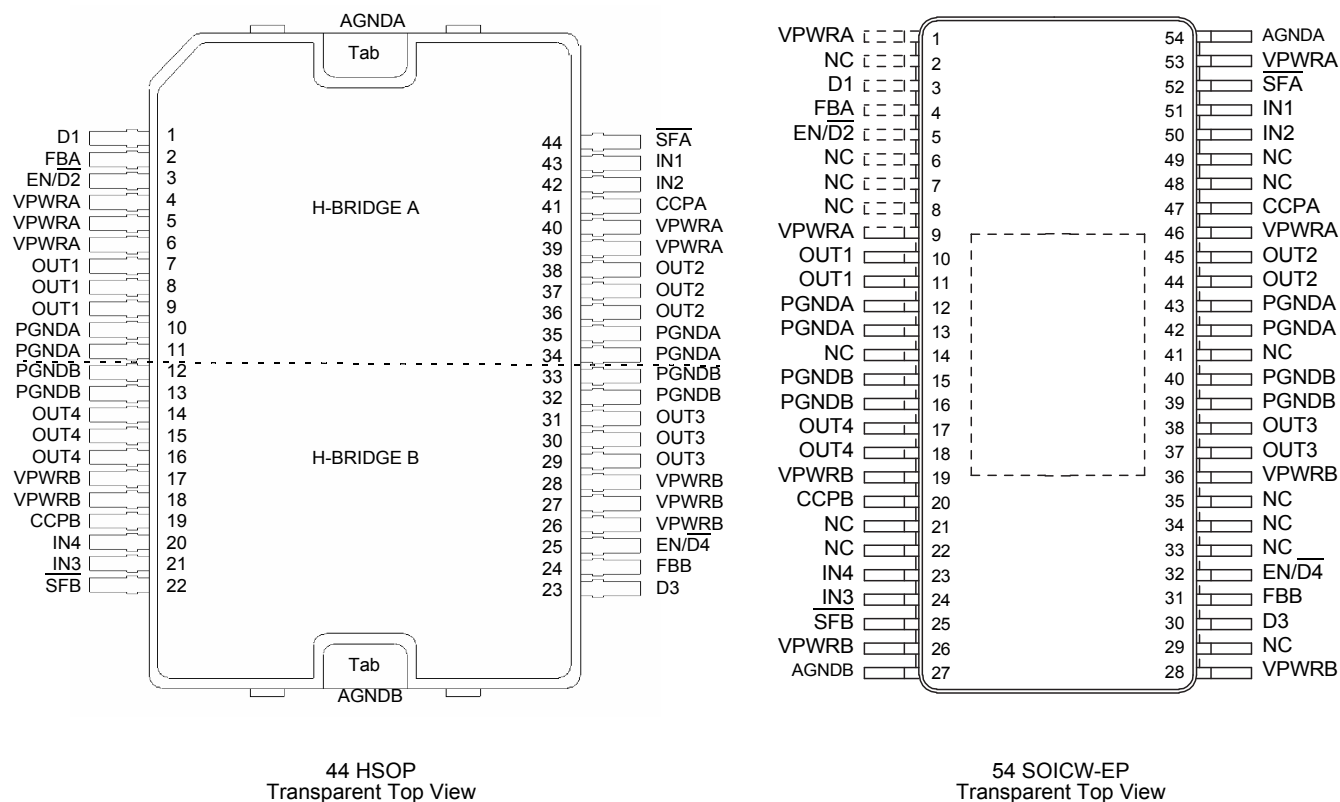 AGNDA
Tab
D1 1
FBA 2
EN/D2 3
VPWRA 4
VPWRA 5
VPWRA 6
OUT1 7
OUT1 8
OUT1 9
PGNDA 10
PGNDA 11
PGNDB 12
PGNDB 13
OUT4 14
OUT4 15
OUT4 16
VPWRB 17
VPWRB 18
CCPB 19
IN4 20
IN3 21
SFB 22
H-BRIDGE A
H-BRIDGE B
44 SFA
43 IN1
42 IN2
41 CCPA
40 VPWRA
39 VPWRA
38 OUT2
37 OUT2
36 OUT2
35 PGNDA
34 PGNDA
33 PGNDB
32 PGNDB
31 OUT3
30 OUT3
29 OUT3
28 VPWRB
27 VPWRB
26 VPWRB
25 EN/D4
24 FBB
23 D3
Tab
AGNDB
44 HSOP
Transparent Top View
VPWRA 1
NC 2
D1 3
FBA 4
EN/D2 5
NC 6
NC 7
NC 8
VPWRA 9
OUT1 10
OUT1 11
PGNDA 12
PGNDA 13
NC 14
PGNDB 15
PGNDB 16
OUT4 17
OUT4 18
VPWRB 19
CCPB 20
NC 21
NC 22
IN4 23
IN3 24
SFB 25
VPWRB 26
AGNDB 27
54 AGNDA
53 VPWRA
52 SFA
51 IN1
50 IN2
49 NC
48 NC
47 CCPA
46 VPWRA
45 OUT2
44 OUT2
43 PGNDA
42 PGNDA
41 NC
40 PGNDB
39 PGNDB
38 OUT3
37 OUT3
36 VPWRB
35 NC
34 NC
33 NC
32 EN/D4
31 FBB
30 D3
29 NC
28 VPWRB
54 SOICW-EP
Transparent Top View